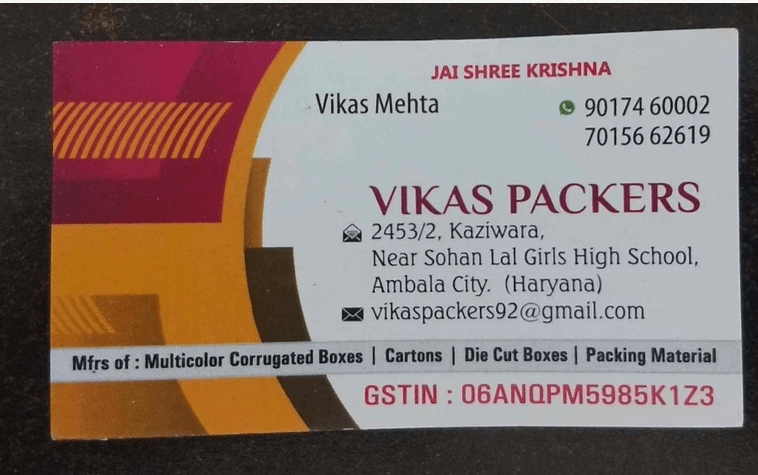 JAI SHREE KRISHNA
Vikas Mehta
90174 60002
70156 62619
VIKAS PACKERS
2453/2, Kaziwara,
Near Sohan Lal Girls High School,
Ambala City. (Haryana)
vikaspackers92@gmail.com
Mfrs of : Multicolor Corrugated Boxes | Cartons | Die Cut Boxes | Packing Material
GSTIN : 06ANQPM5985K1Z3